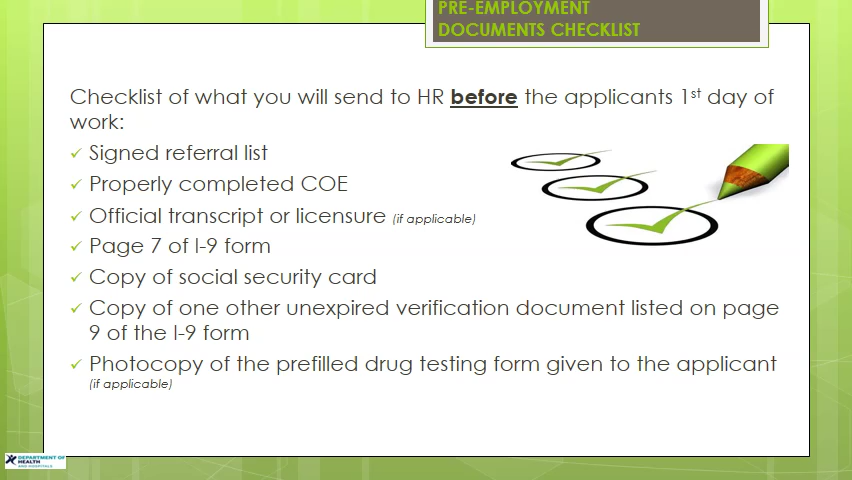 PRE-EMPLOYMENT
DOCUMENTS CHECKLIST
Checklist of what you will send to HR before the applicants 1st day of
work:
Signed referral list
Properly completed COE
Official transcript or licensure (if applicable)
Page 7 of I-9 form
Copy of social security card
Copy of one other unexpired verification document listed on page
9 of the I-9 form
Photocopy of the prefilled drug testing form given to the applicant
(if applicable)
DEPARTMENT OF
HEALTH
AND HOSPITALS